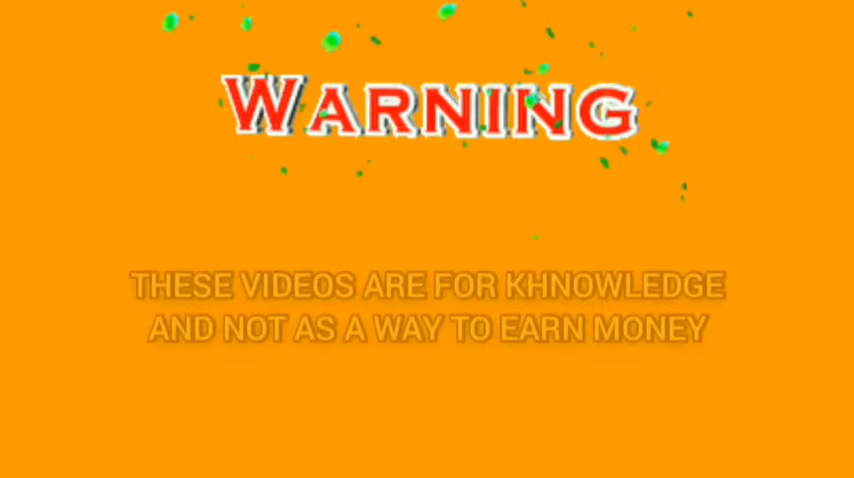 WARNING
THESE VIDEOS ARE FOR KHNOWLEDGE
AND NOT AS A WAY TO EARN MONEY